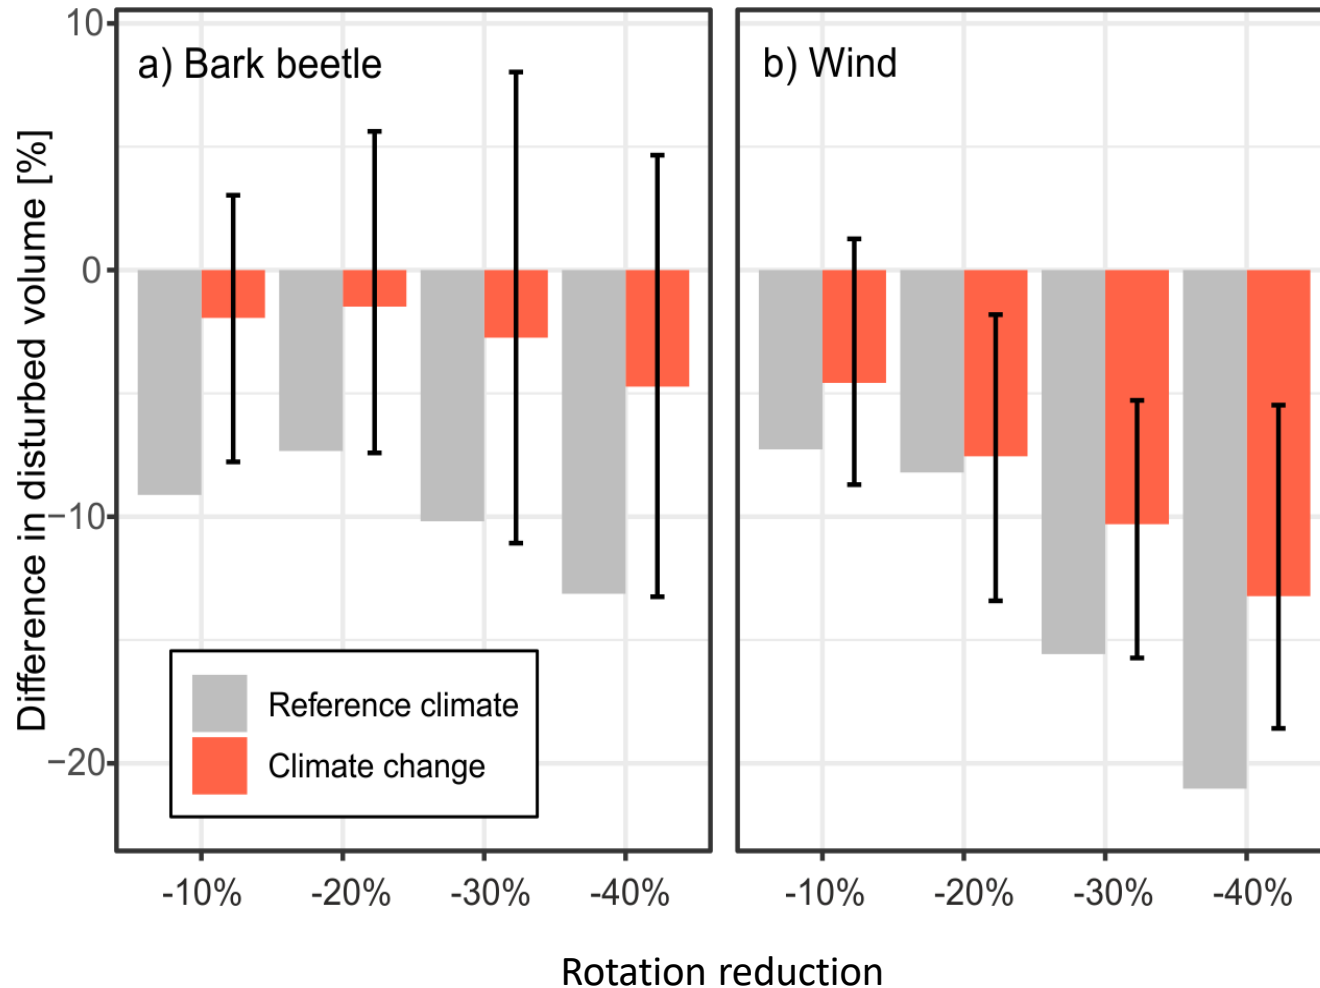 Difference in disturbed volume [%]
10
0
−10
−20
a) Bark beetle
b) Wind
Reference climate
Climate change
-10% -20% -30% -40% -10% -20% -30% -40%
Rotation reduction